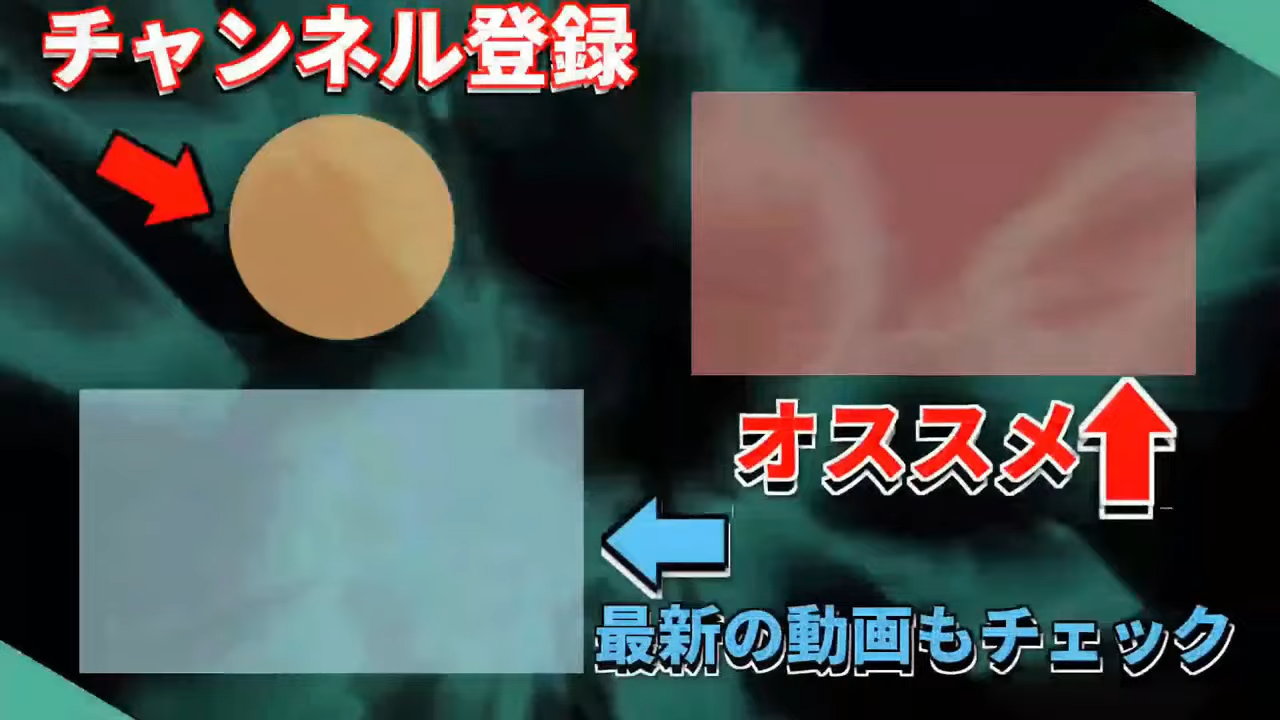 チャンネル登録
オススメ
最新の動画もチェック